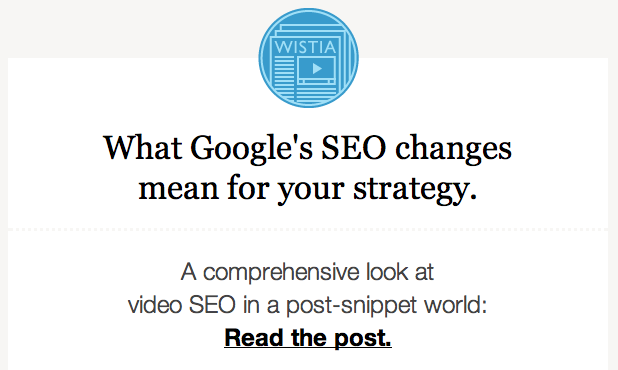 WISTIA
What Google's SEO changes
mean for your strategy.
A comprehensive look at
video SEO in a post-snippet world:
Read the post.